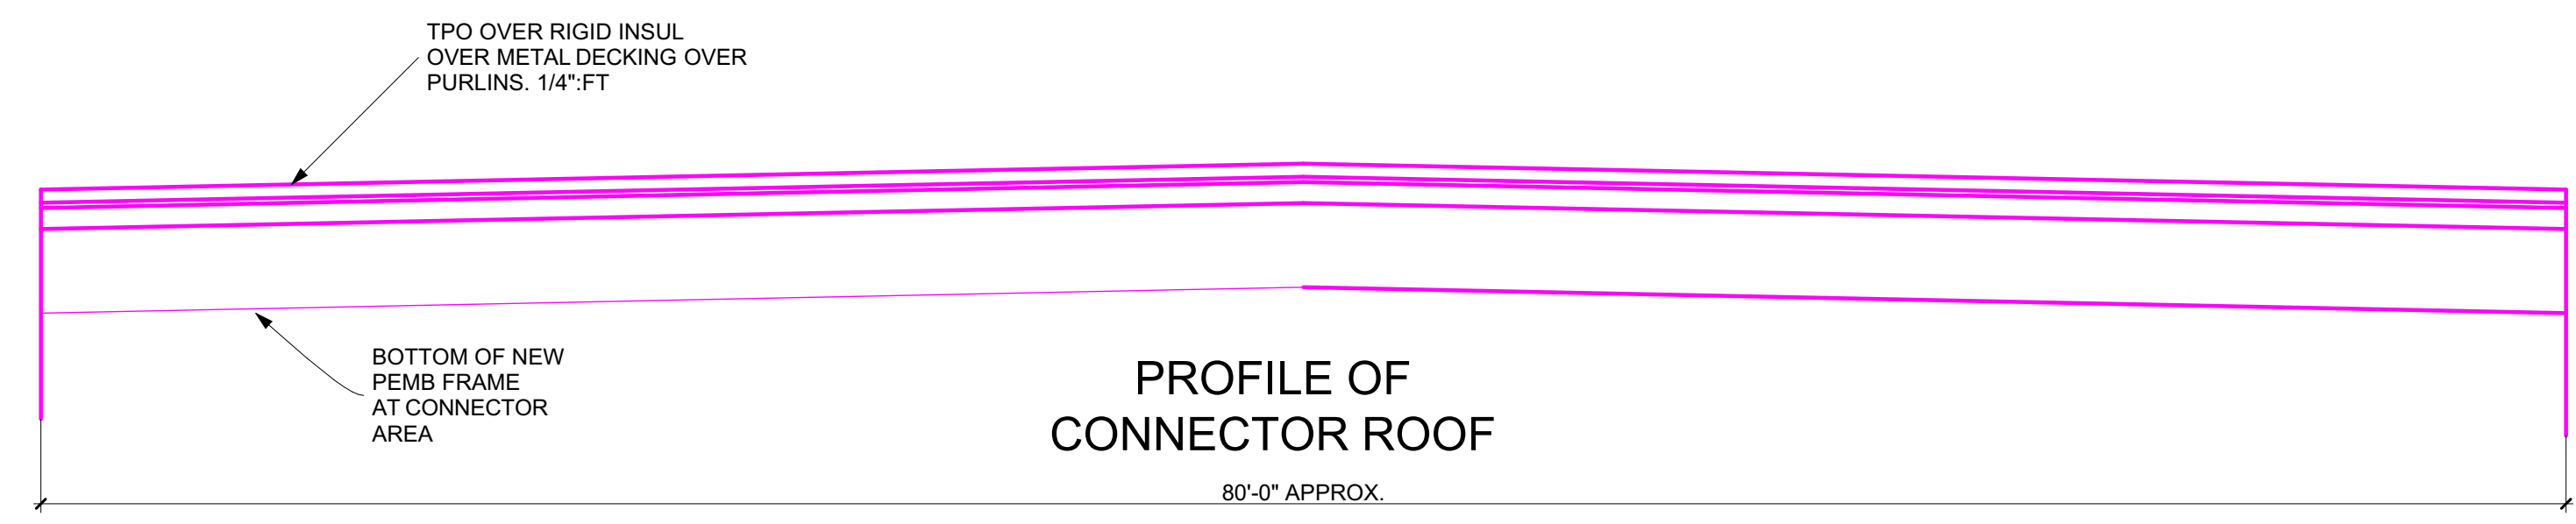 TPO OVER RIGID INSUL
OVER METAL DECKING OVER
PURLINS. 1/4":FT
BOTTOM OF NEW
PEMB FRAME
AT CONNECTOR
AREA
PROFILE OF
CONNECTOR ROOF
80'-0" APPROX.